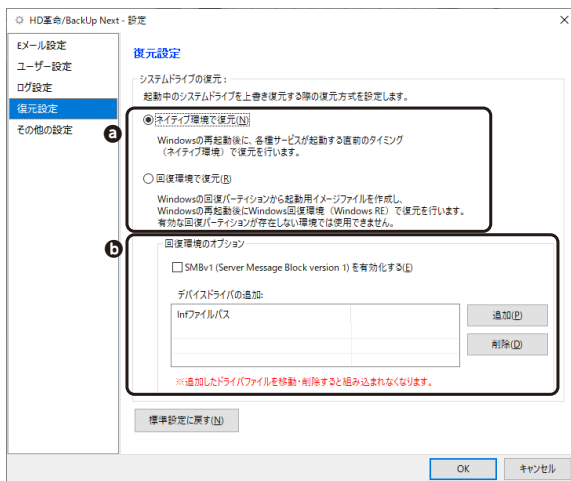 HD革命/BackUp Next - 設定
Eメール設定
ユーザー設定
ログ設定
復元設定
その他の設定
復元設定
システムドライブの復元:
起動中のシステムドライブを上書き復元する際の復元方式を設定します。
a
ネイティブ環境で復元(N)
Windowsの再起動後に、各種サービスが起動する直前のタイミング
(ネイティブ環境)で復元を行います。
回復環境で復元(R)
Windowsの回復パーティションから起動用イメージファイルを作成し、
Windowsの再起動後にWindows回復環境(Windows RE)で復元を行います。
有効な回復パーティションが存在しない環境では使用できません。
b
回復環境のオプション
SMBv1 (Server Message Block version 1) を有効化する(E)
デバイスドライバの追加:
Infファイルパス
追加(P)
削除(D)
※追加したドライバファイルを移動・削除すると組み込まれなくなります。
標準設定に戻す(N)
OK
キャンセル